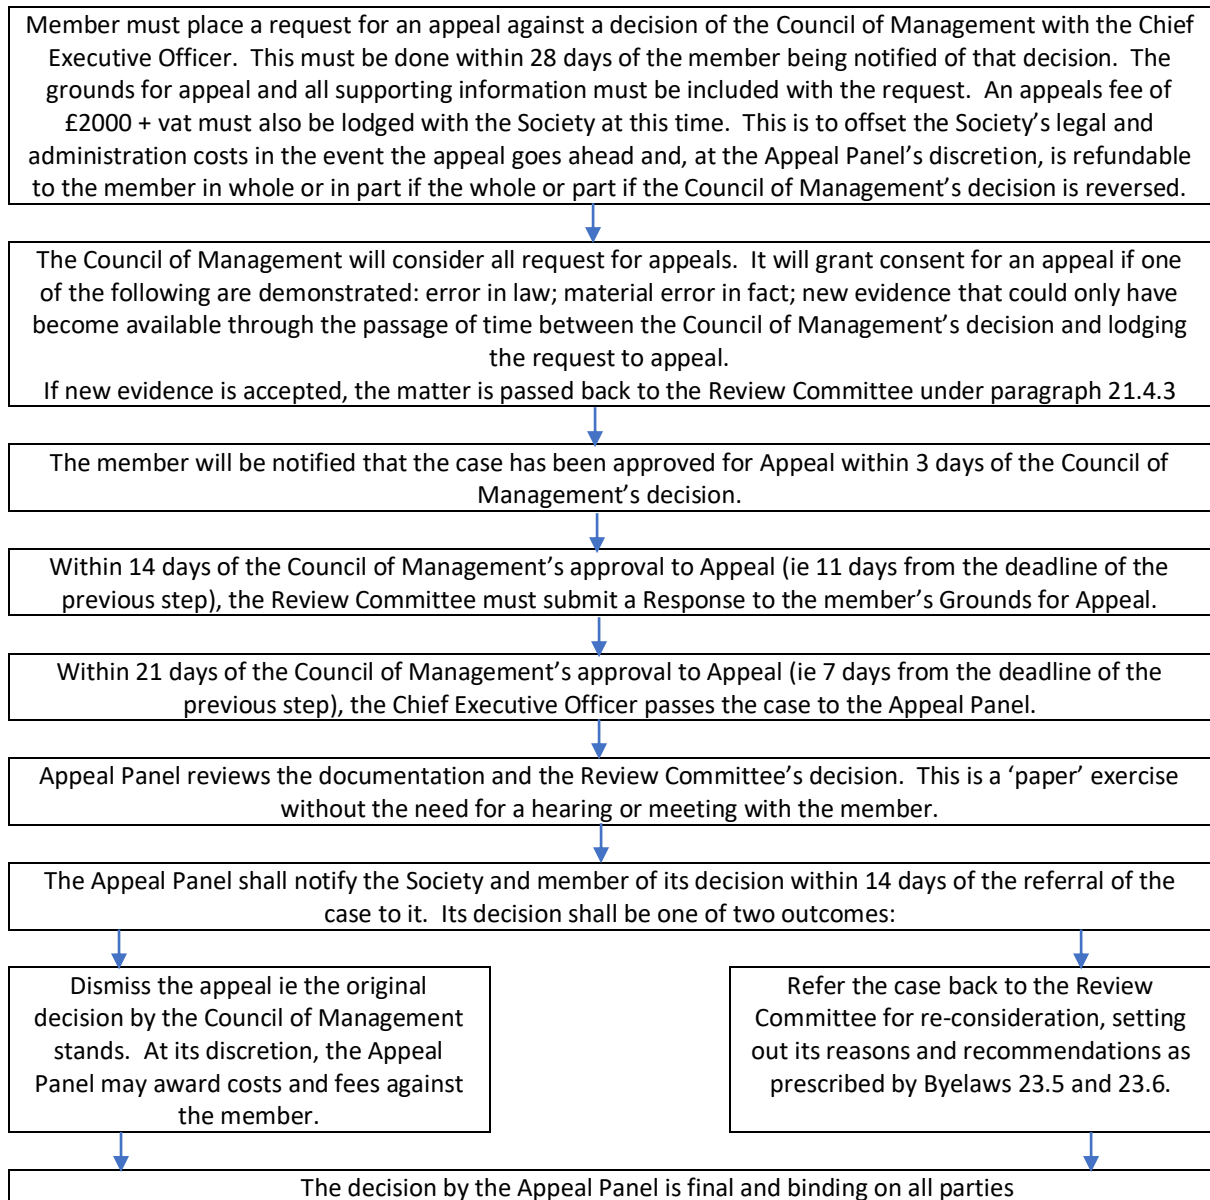 Member must place a request for an appeal against a decision of the Council of Management with the Chief
Executive Officer.  This must be done within 28 days of the member being notified of that decision.  The
grounds for appeal and all supporting information must be included with the request.  An appeals fee of
£2000 + vat must also be lodged with the Society at this time.  This is to offset the Society’s legal and
administration costs in the event the appeal goes ahead and, at the Appeal Panel’s discretion, is refundable
to the member in whole or in part if the whole or part if the Council of Management’s decision is reversed.
The Council of Management will consider all request for appeals.  It will grant consent for an appeal if one
of the following are demonstrated: error in law; material error in fact; new evidence that could only have
become available through the passage of time between the Council of Management’s decision and lodging
the request to appeal.
If new evidence is accepted, the matter is passed back to the Review Committee under paragraph 21.4.3
The member will be notified that the case has been approved for Appeal within 3 days of the Council of
Management’s decision.
Within 14 days of the Council of Management’s approval to Appeal (ie 11 days from the deadline of the
previous step), the Review Committee must submit a Response to the member’s Grounds for Appeal.
Within 21 days of the Council of Management’s approval to Appeal (ie 7 days from the deadline of the
previous step), the Chief Executive Officer passes the case to the Appeal Panel.
Appeal Panel reviews the documentation and the Review Committee’s decision.  This is a ‘paper’ exercise
without the need for a hearing or meeting with the member.
The Appeal Panel shall notify the Society and member of its decision within 14 days of the referral of the
case to it.  Its decision shall be one of two outcomes:
Dismiss the appeal ie the original
decision by the Council of Management
stands.  At its discretion, the Appeal
Panel may award costs and fees against
the member.
Refer the case back to the Review
Committee for re-consideration, setting
out its reasons and recommendations as
prescribed by Byelaws 23.5 and 23.6.
The decision by the Appeal Panel is final and binding on all parties